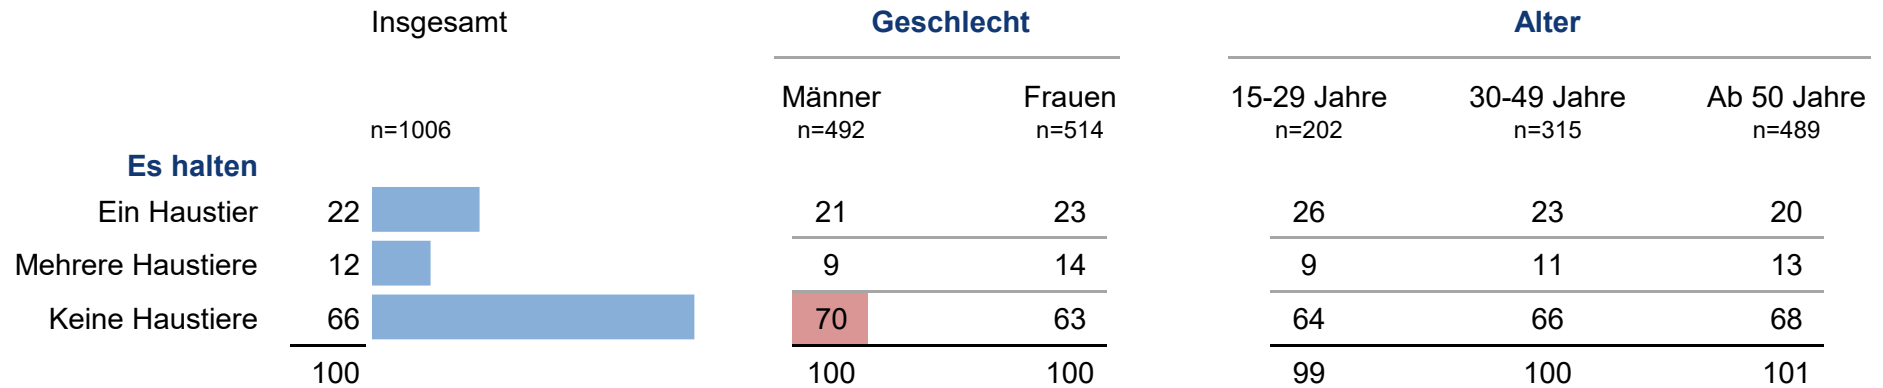 Insgesamt Geschlecht Alter
Männer Frauen 15-29 Jahre 30-49 Jahre Ab 50 Jahre
n=1006 n=492 n=514 n=202 n=315 n=489
Es halten
Ein Haustier 22 21 23 26 23 20
Mehrere Haustiere 12 9 14 9 11 13
Keine Haustiere 66 70 63 64 66 68
100 100 100 99 100 101